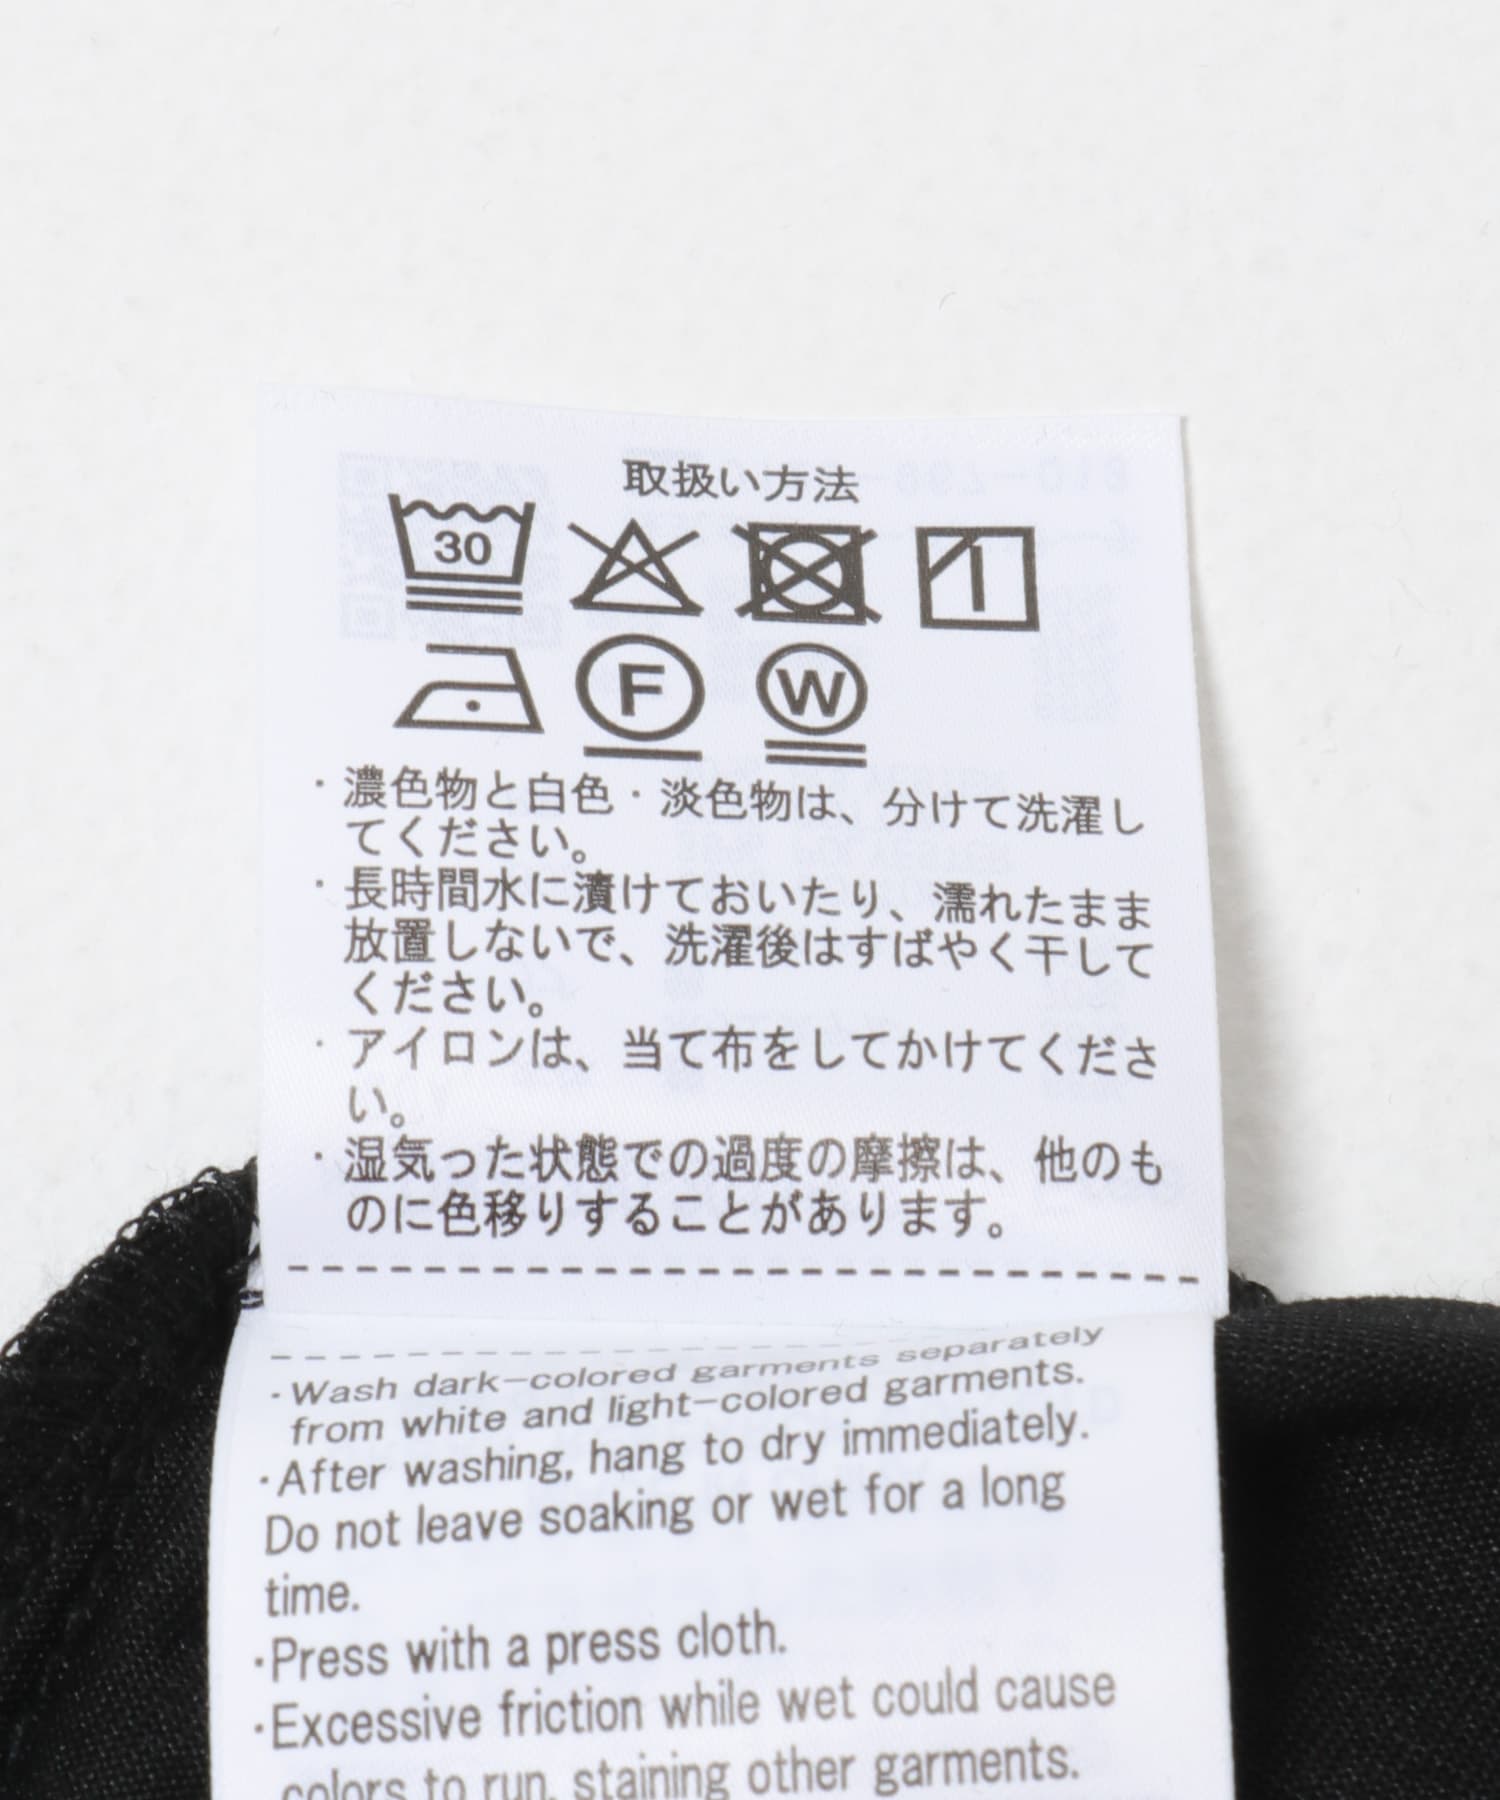 取扱い方法
30
F W
・濃色物と白色・淡色物は、分けて洗濯し
てください。
・長時間水に漬けておいたり、濡れたまま
放置しないで、洗濯後はすばやく干して
ください。
・アイロンは、当て布をしてかけてくださ
い。
・湿気った状態での過度の摩擦は、他のも
のに色移りすることがあります。
・Wash dark-colored garments separately
from white and light-colored garments.
・After washing, hang to dry immediately.
Do not leave soaking or wet for a long
time.
・Press with a press cloth.
・Excessive friction while wet could cause
colors to run, staining other garments.